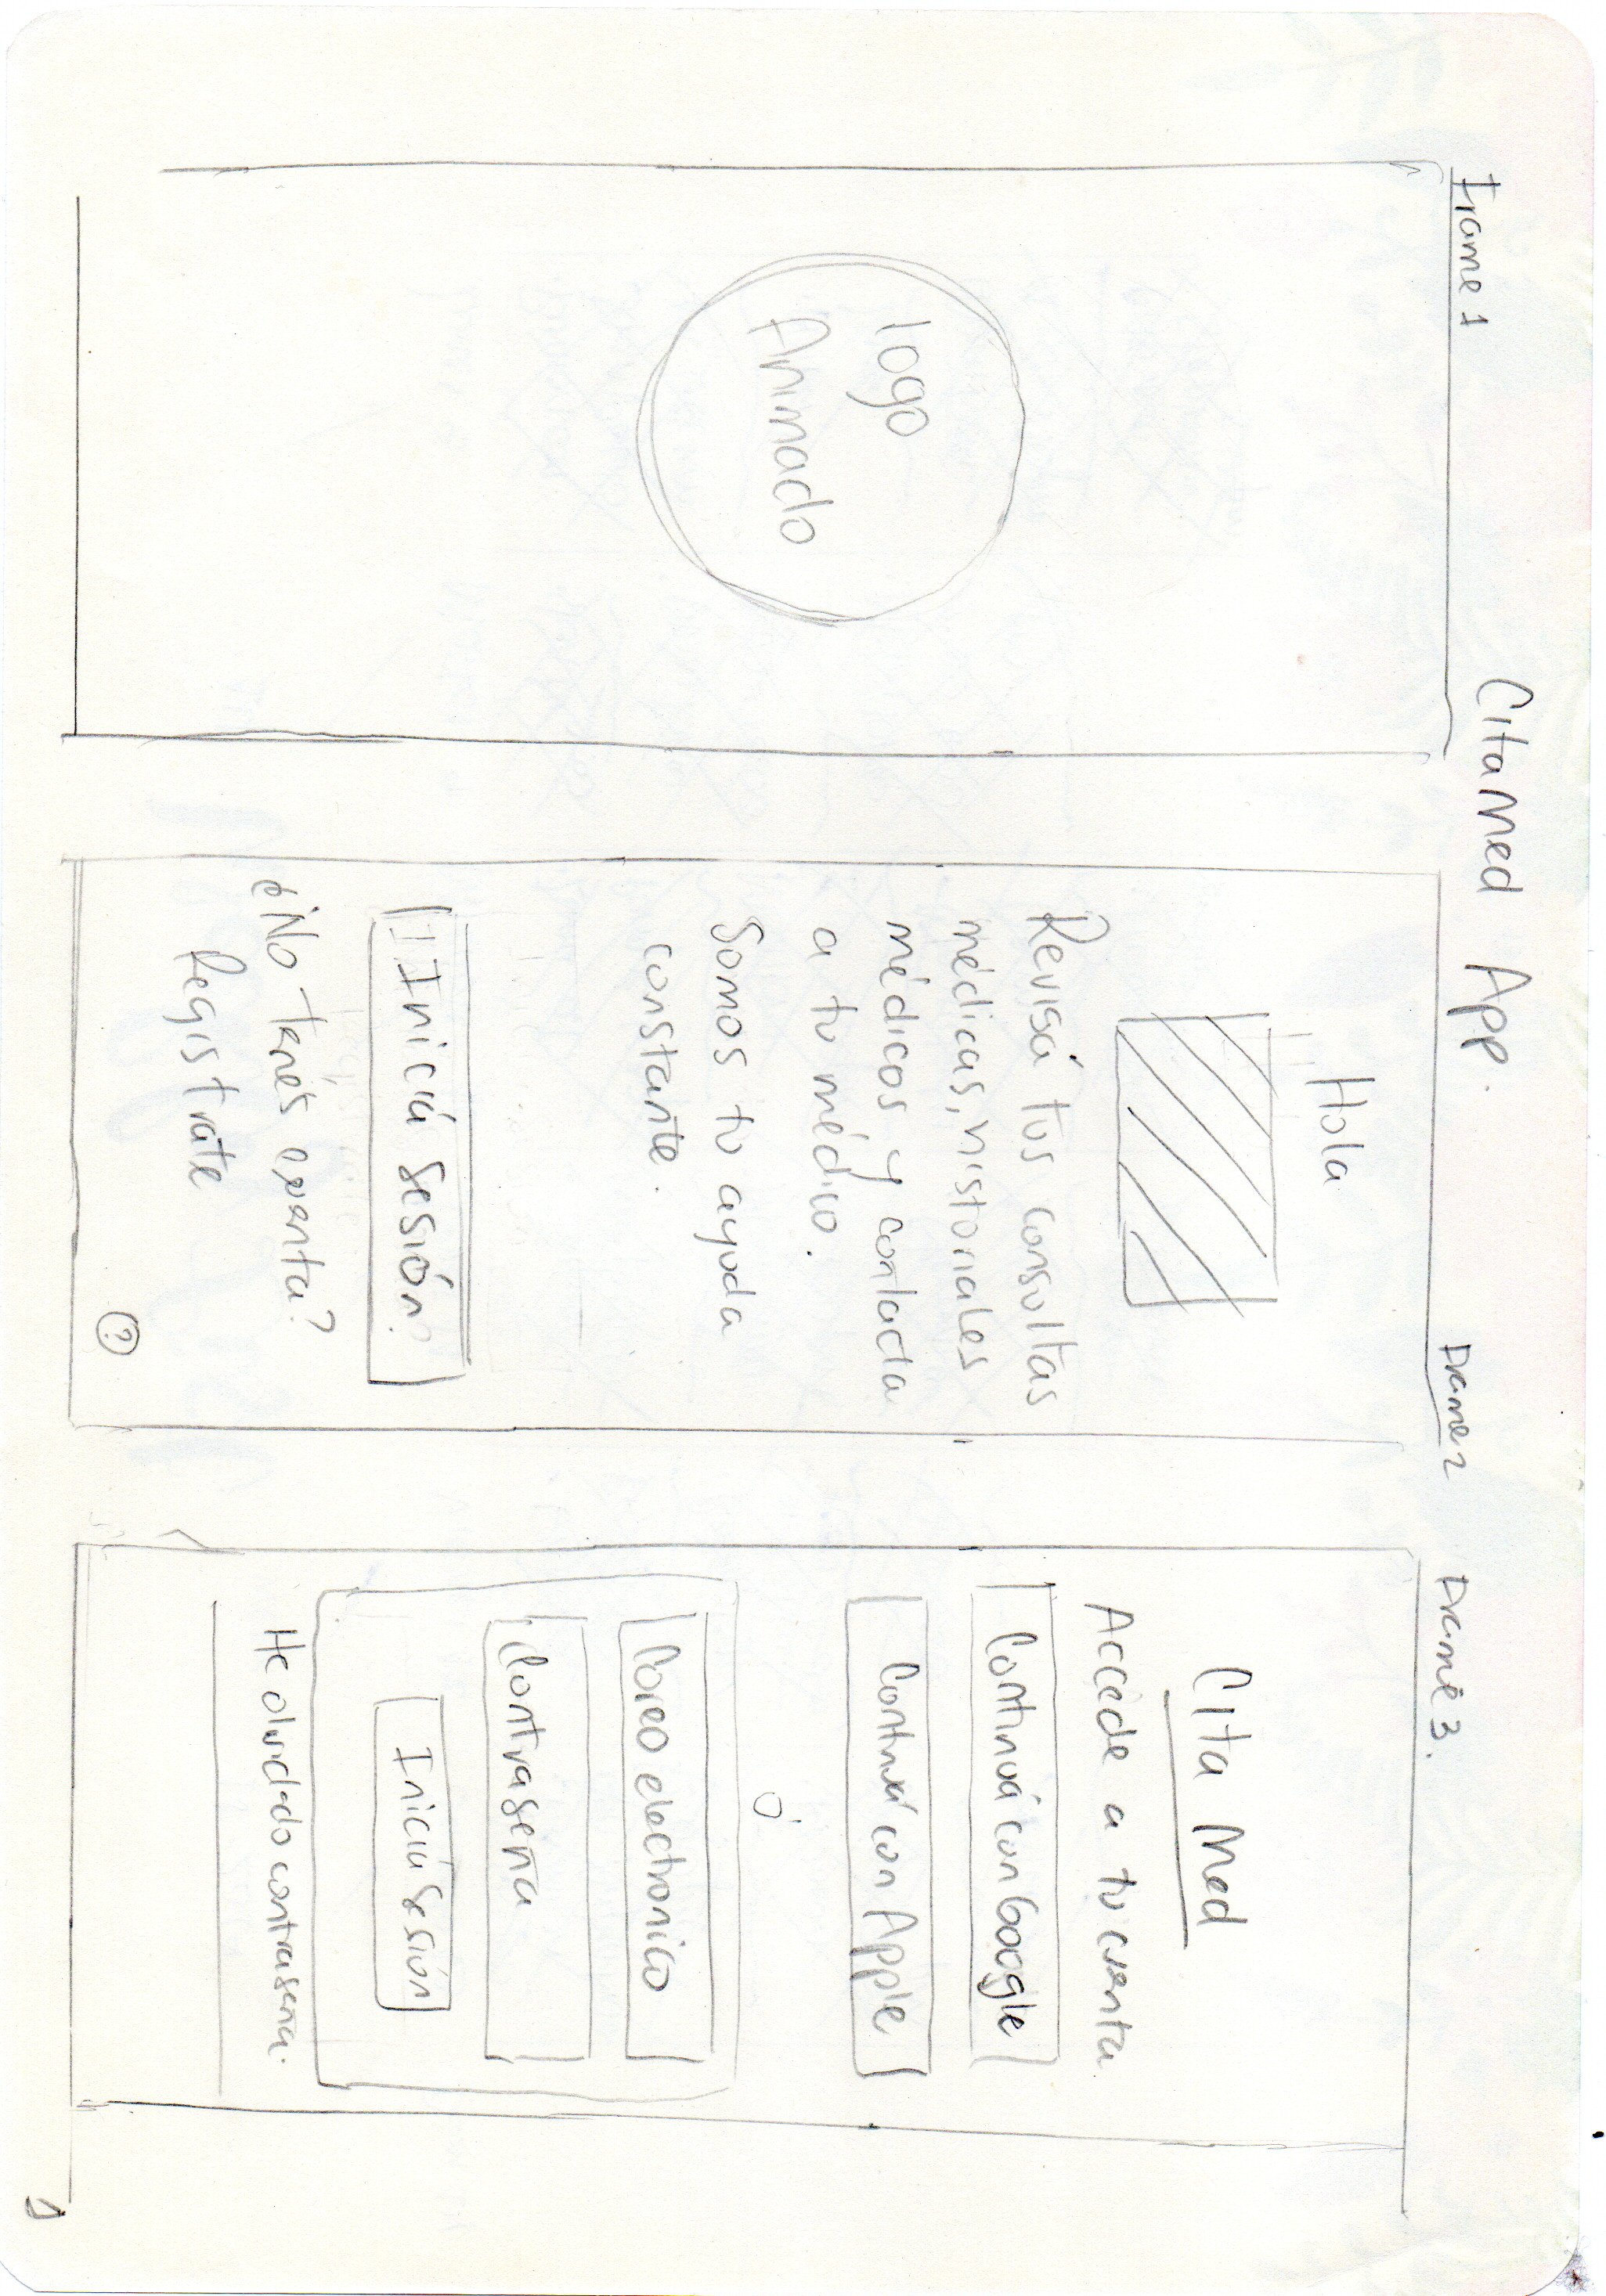 CitaMed App.
Frame 1
logo
Animado
Frame 2
Hola
Revisá tus consultas
médicas, historiales
médicos y contacta
a tu médico.
Somos tu ayuda
constante.
Iniciá Sesión
¿No tenés cuenta?
Registrate
?
Frame 3.
Cita Med
Accede a tu cuenta
Continuá con Google
Continuá con Apple
ó
Coreo electronico
Contraseña
Iniciá Sesión
He olvidado contraseña.
1